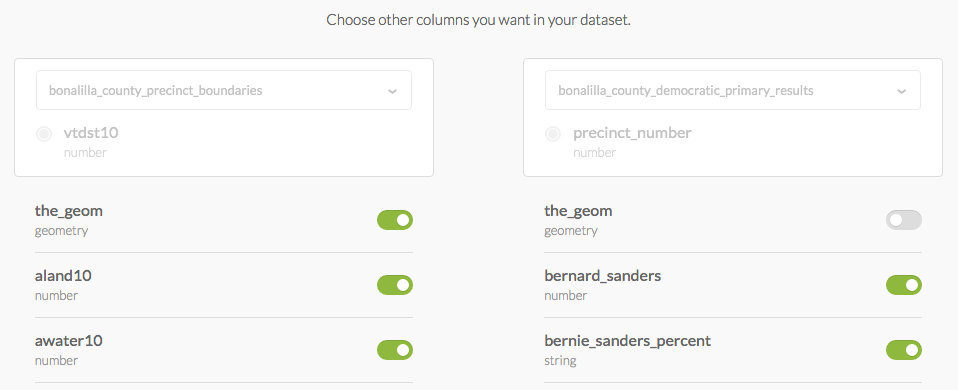 Choose other columns you want in your dataset.
bonalilla_county_precinct_boundaries
vtdst10
number
the_geom
geometry
aland10
number
awater10
number
bonalilla_county_democratic_primary_results
precinct_number
number
the_geom
geometry
bernard_sanders
number
bernie_sanders_percent
string